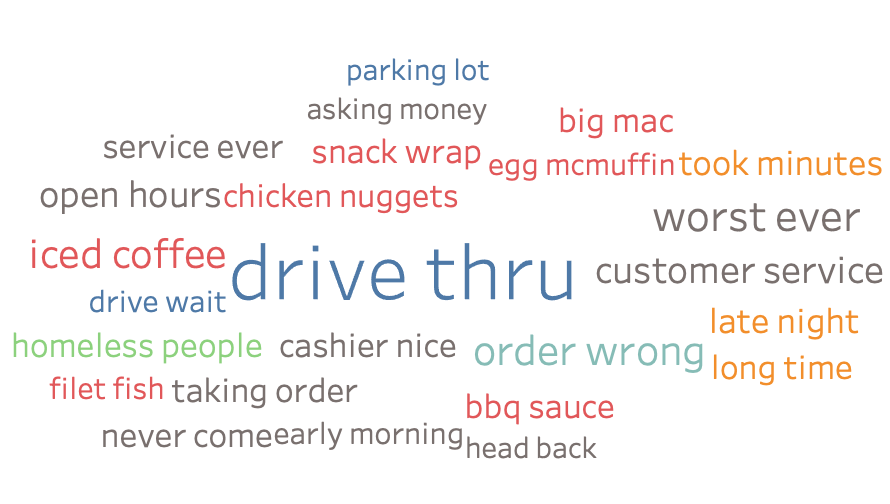 parking lot
asking money
big mac
service ever
snack wrap
egg mcmuffin
took minutes
open hours
chicken nuggets
worst ever
iced coffee
drive thru
customer service
drive wait
late night
homeless people
cashier nice
order wrong
long time
filet fish
taking order
bbq sauce
never come
early morning
head back